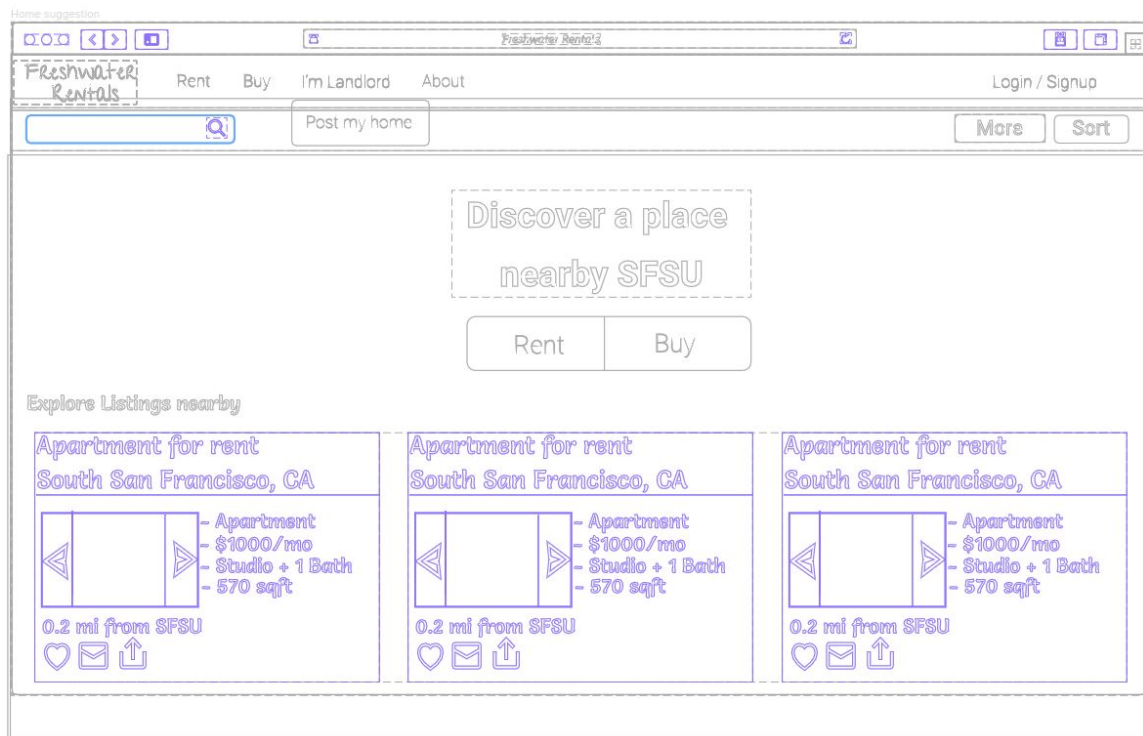 Home suggestion
Freshwater Rentals
Freshwater
Rentals
Rent Buy I'm Landlord About Login / Signup
Post my home
More Sort
Discover a place
nearby SFSU
Rent Buy
Explore Listings nearby
Apartment for rent
South San Francisco, CA
- Apartment
- $1000/mo
- Studio + 1 Bath
- 570 sqft
0.2 mi from SFSU
Apartment for rent
South San Francisco, CA
- Apartment
- $1000/mo
- Studio + 1 Bath
- 570 sqft
0.2 mi from SFSU
Apartment for rent
South San Francisco, CA
- Apartment
- $1000/mo
- Studio + 1 Bath
- 570 sqft
0.2 mi from SFSU